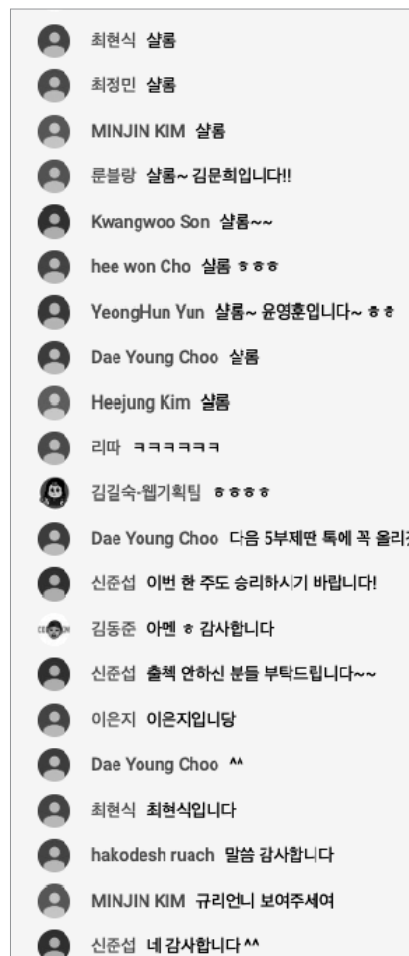 최현식 샬롬
최정민 샬롬
MINJIN KIM 샬롬
룬블랑 샬롬~ 김문희입니다!!
Kwangwoo Son 샬롬~~
hee won Cho 샬롬 ㅎㅎㅎ
YeongHun Yun 샬롬~ 윤영훈입니다~ ㅎㅎ
Dae Young Choo 샬롬
Heejung Kim 샬롬
리따 ㅋㅋㅋㅋㅋㅋ
김길숙-웹기획팀 ㅎㅎㅎㅎ
Dae Young Choo 다음 5부제딴 톡에 꼭 올리
신준섭 이번 한 주도 승리하시기 바랍니다!
김동준 아멘 ㅎ 감사합니다
신준섭 출첵 안하신 분들 부탁드립니다~~
이은지 이은지입니당
Dae Young Choo ^^
최현식 최현식입니다
hakodesh ruach 말씀 감사합니다
MINJIN KIM 규리언니 보여주세여
신준섭 네 감사합니다 ^^